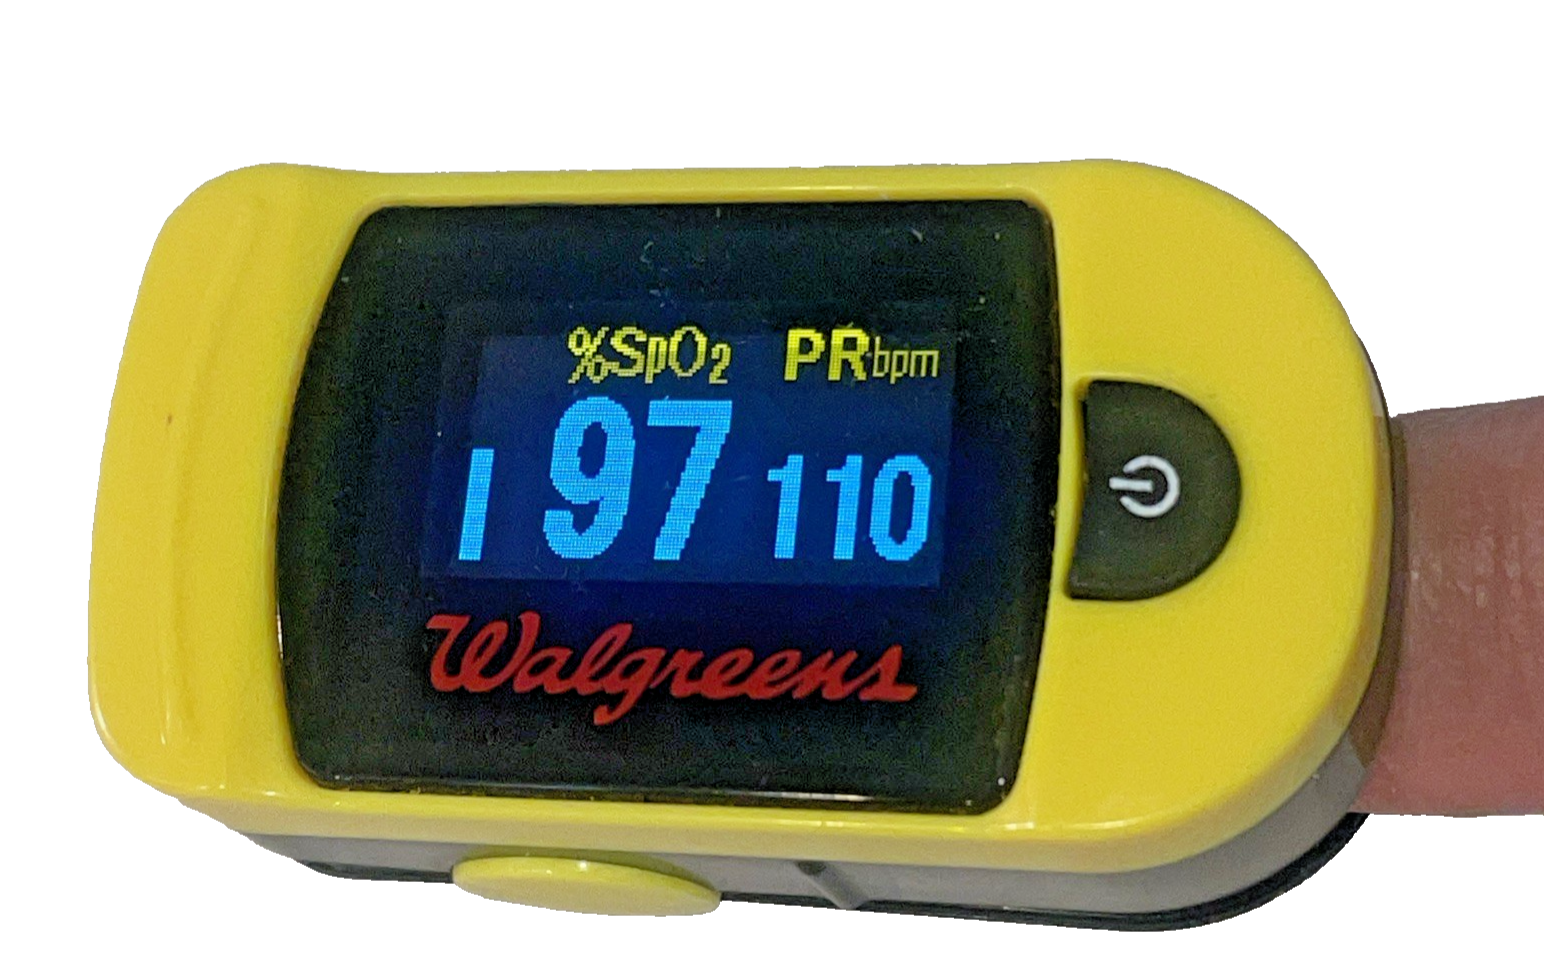 %SpO₂ PRbpm
97 110
Walgreens